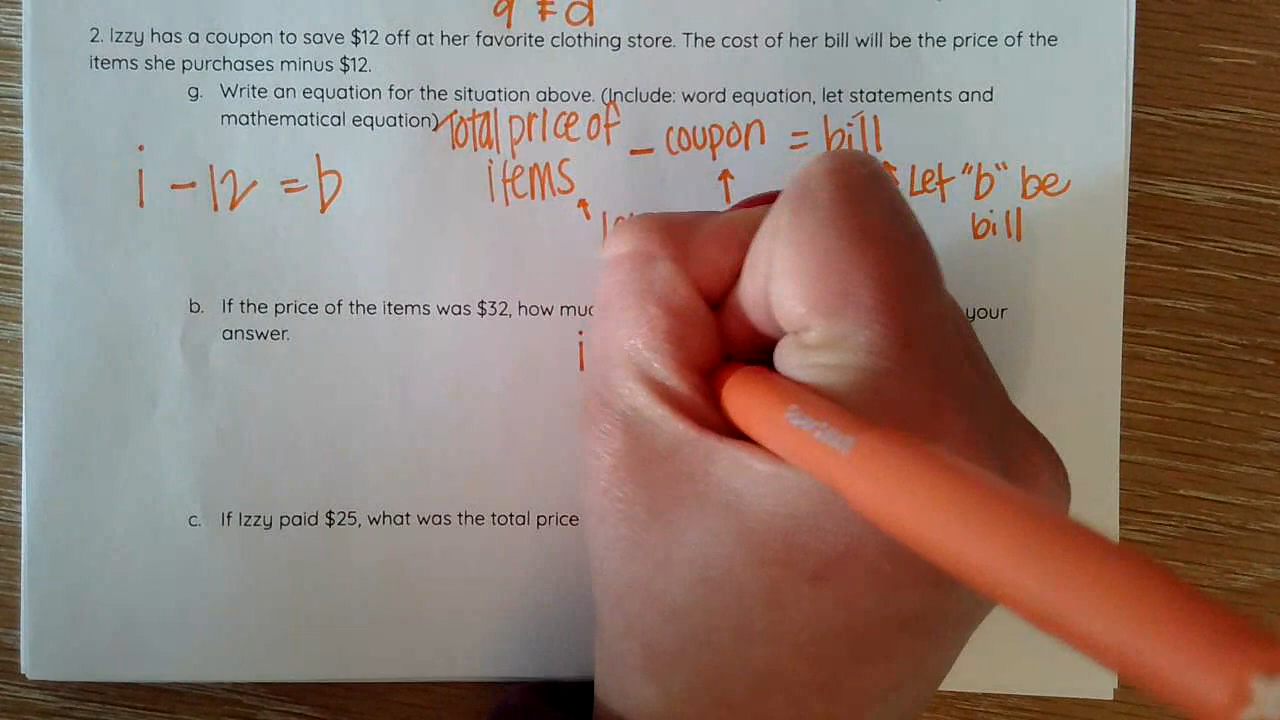 2. Izzy has a coupon to save $12 off at her favorite clothing store. The cost of her bill will be the price of the
items she purchases minus $12.
g. Write an equation for the situation above. (Include: word equation, let statements and
mathematical equation)
Total price of items - coupon = bill
i - 12 = b
Let "b" be
bill
b. If the price of the items was $32, how
your
answer.
i
c. If Izzy paid $25, what was the total price